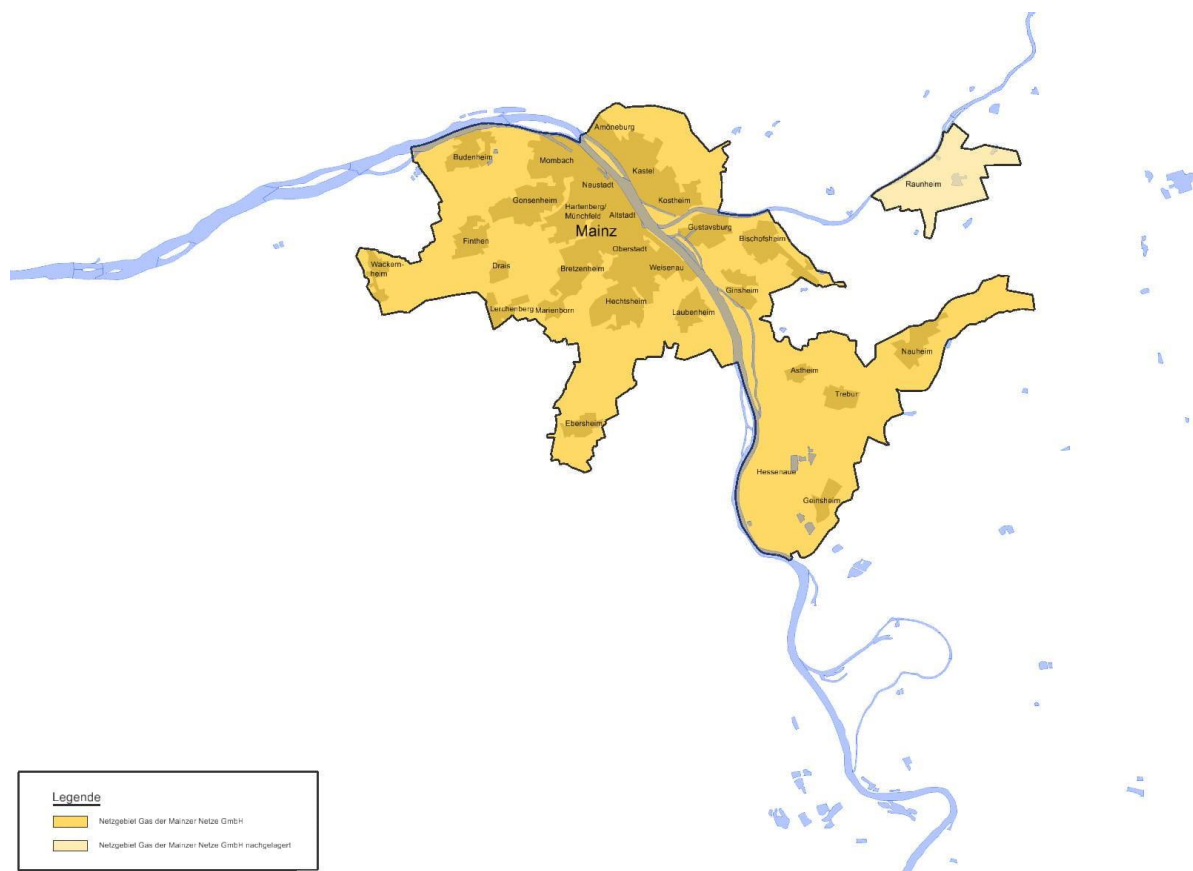 Amöneburg
Budenheim
Mombach
Kastel
Raunheim
Neustadt
Gonsenheim
Kostheim
Hartenberg/
Münchfeld
Altstadt
Gustavsburg
Mainz
Bischofsheim
Finthen
Oberstadt
Wackern-
heim
Drais
Bretzenheim
Weisenau
Ginsheim
Hechtsheim
Lerchenberg
Marienborn
Laubenheim
Nauheim
Astheim
Trebur
Ebersheim
Hessenaue
Geinsheim
Legende
Netzgebiet Gas der Mainzer Netze GmbH
Netzgebiet Gas der Mainzer Netze GmbH nachgelagert